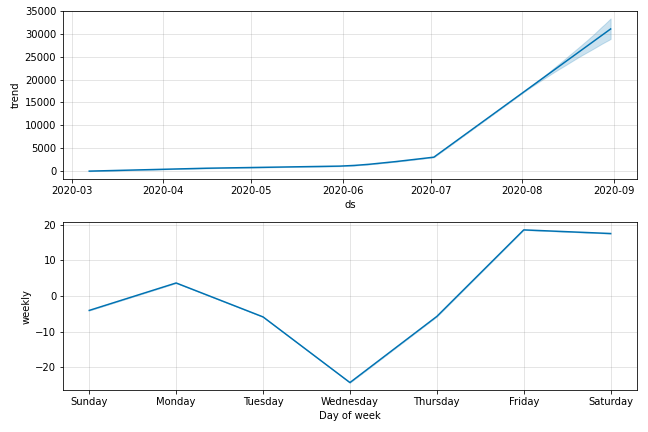 35000
30000
25000
20000
15000
10000
5000
0
trend
2020-03 2020-04 2020-05 2020-06 2020-07 2020-08 2020-09
ds
20
10
0
−10
−20
weekly
Sunday Monday Tuesday Wednesday Thursday Friday Saturday
Day of week